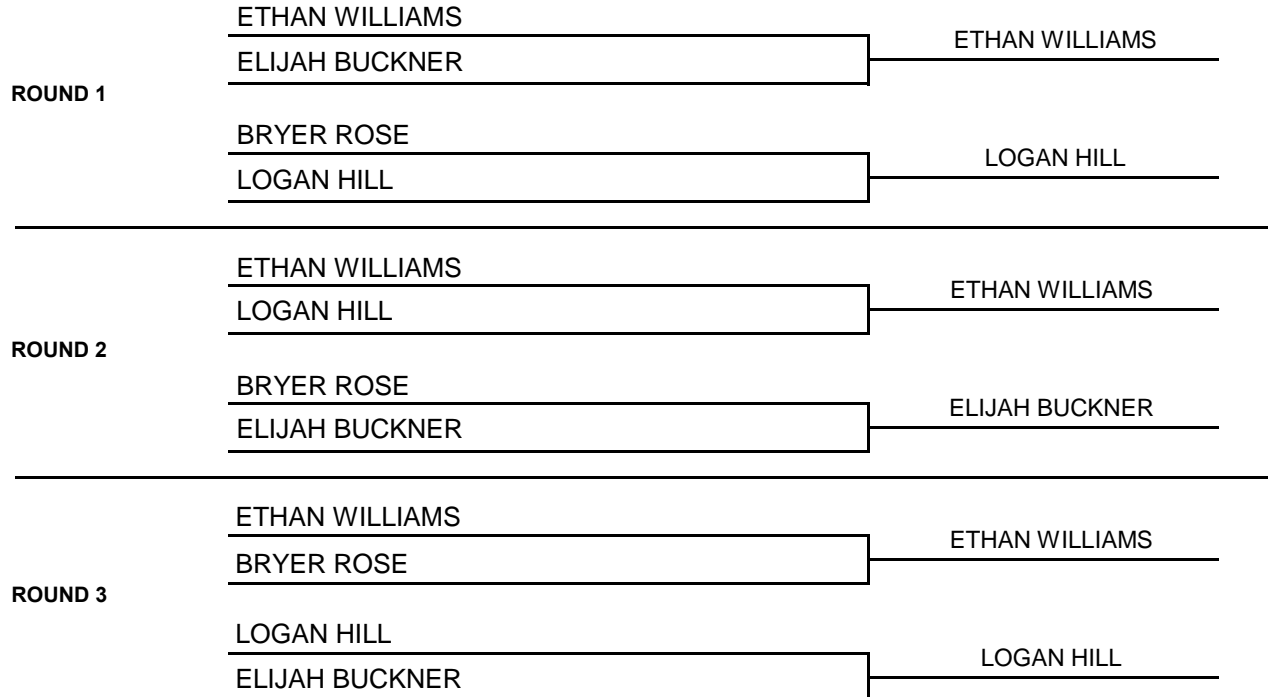 ETHAN WILLIAMS
ETHAN WILLIAMS
ELIJAH BUCKNER
ROUND 1
BRYER ROSE
LOGAN HILL
LOGAN HILL
ETHAN WILLIAMS
ETHAN WILLIAMS
LOGAN HILL
ROUND 2
BRYER ROSE
ELIJAH BUCKNER
ELIJAH BUCKNER
ETHAN WILLIAMS
ETHAN WILLIAMS
BRYER ROSE
ROUND 3
LOGAN HILL
LOGAN HILL
ELIJAH BUCKNER